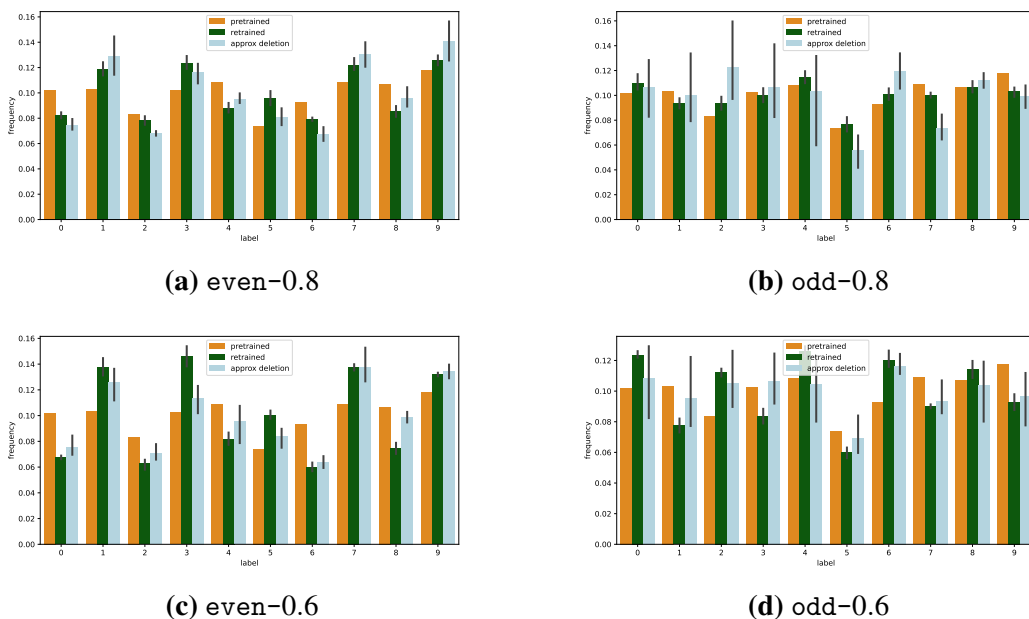 pretrained
retrained
approx deletion
frequency
0.16
0.14
0.12
0.10
0.08
0.06
0.04
0.02
0.00
0 1 2 3 4 5 6 7 8 9
label
(a) even-0.8
pretrained
retrained
approx deletion
frequency
0.16
0.14
0.12
0.10
0.08
0.06
0.04
0.02
0.00
0 1 2 3 4 5 6 7 8 9
label
(b) odd-0.8
pretrained
retrained
approx deletion
frequency
0.16
0.14
0.12
0.10
0.08
0.06
0.04
0.02
0.00
0 1 2 3 4 5 6 7 8 9
label
(c) even-0.6
pretrained
retrained
approx deletion
frequency
0.12
0.10
0.08
0.06
0.04
0.02
0.00
0 1 2 3 4 5 6 7 8 9
label
(d) odd-0.6